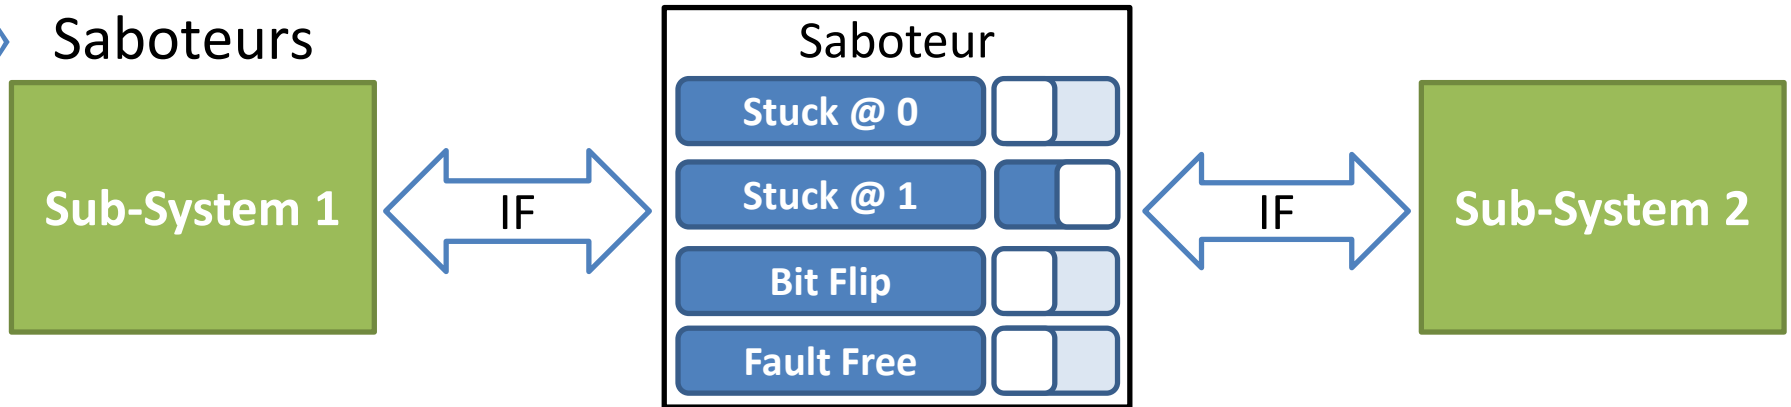 Saboteurs
Saboteur
Stuck @ 0
Stuck @ 1
Bit Flip
Fault Free
Sub-System 1
IF
IF
Sub-System 2